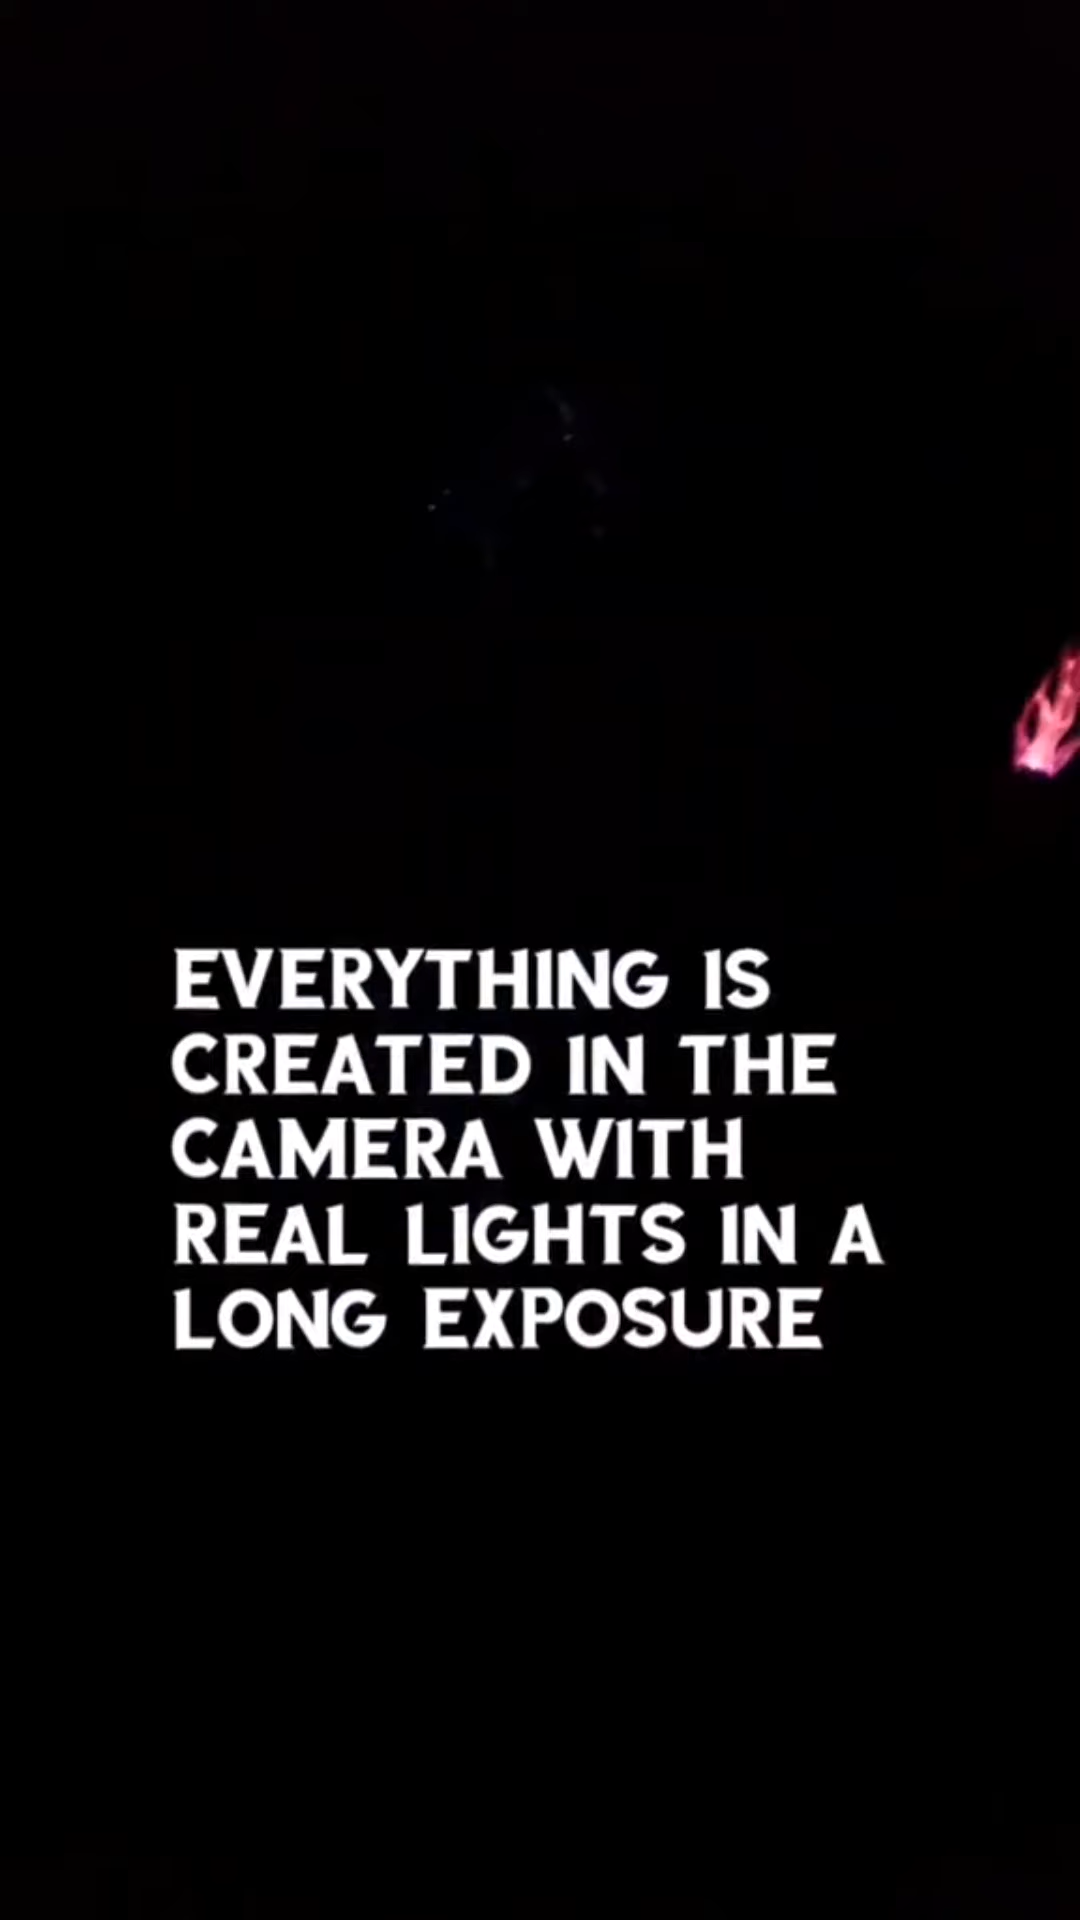 EVERYTHING IS
CREATED IN THE
CAMERA WITH
REAL LIGHTS IN A
LONG EXPOSURE